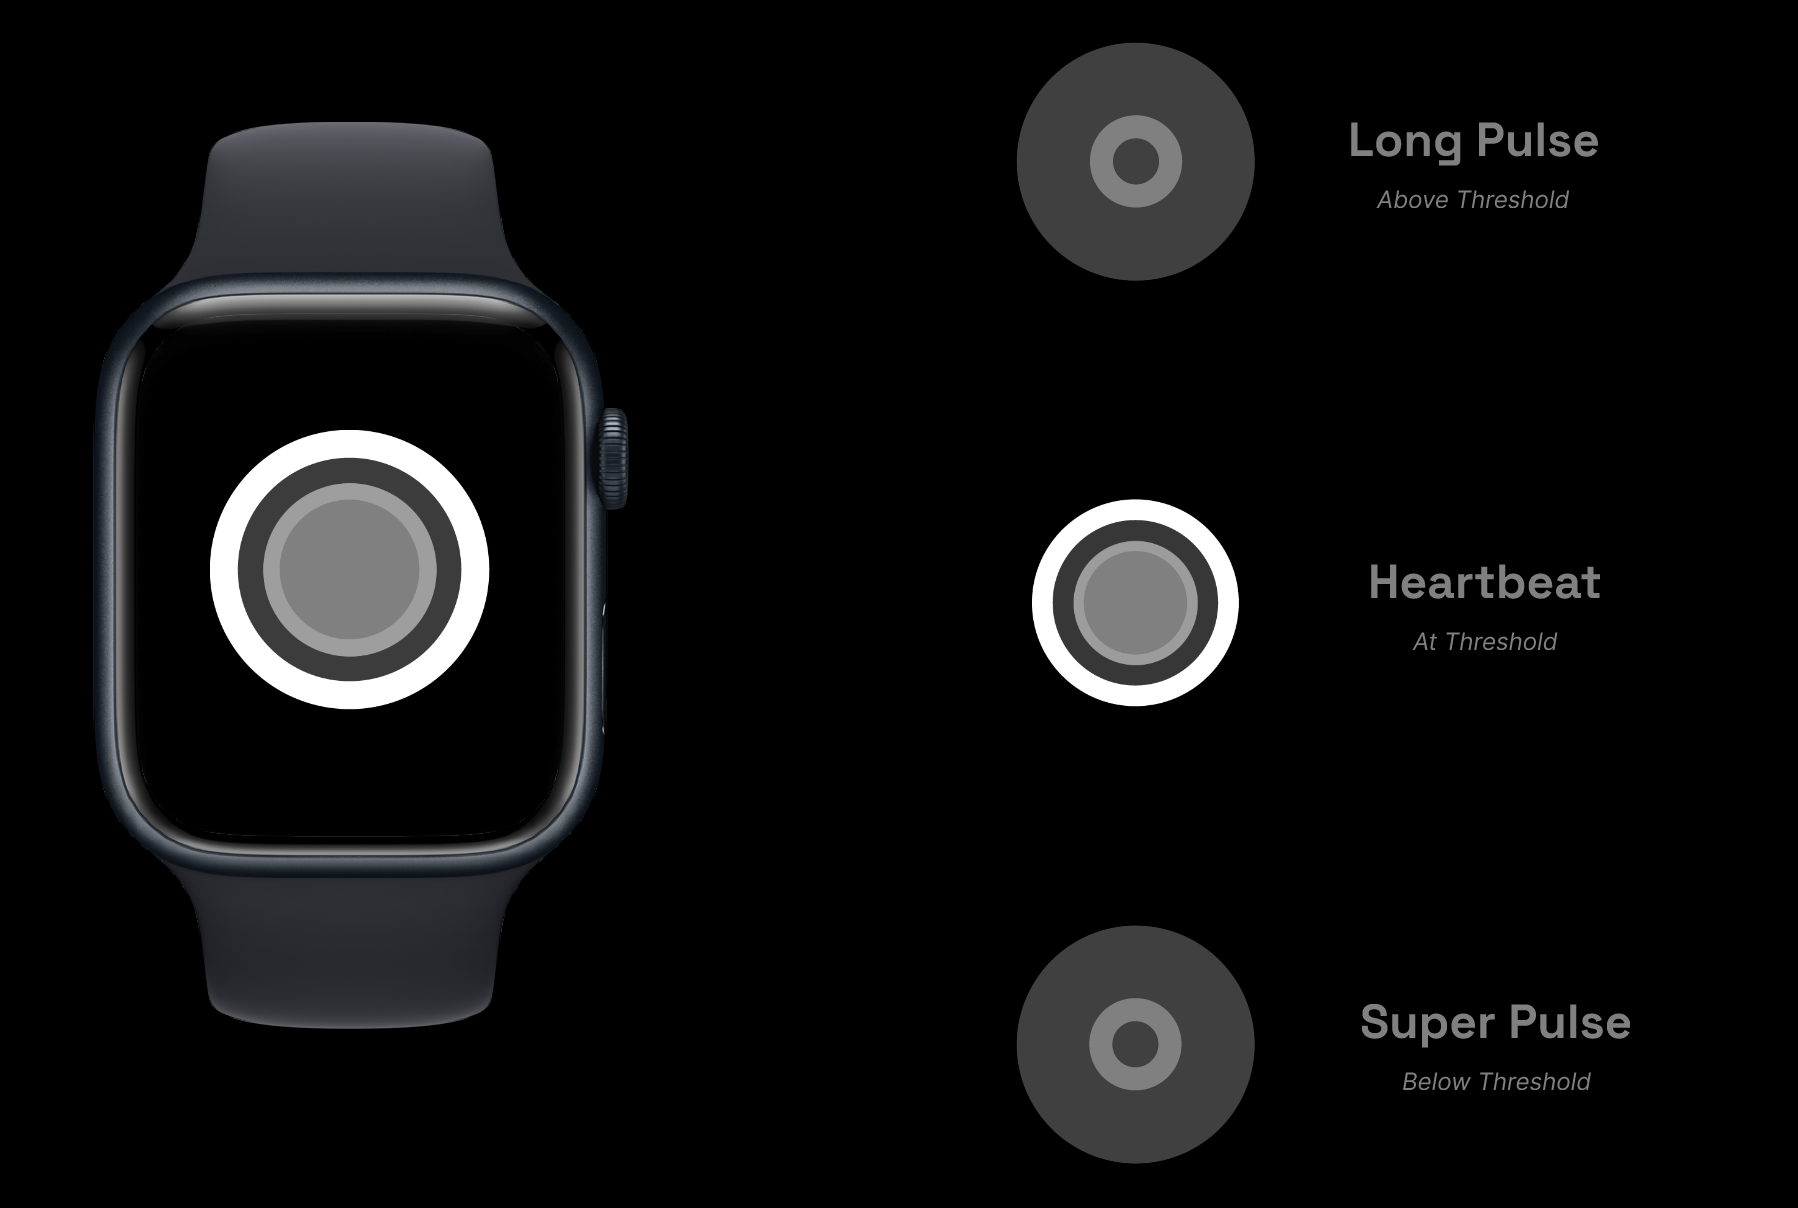 Long Pulse
Above Threshold
Heartbeat
At Threshold
Super Pulse
Below Threshold